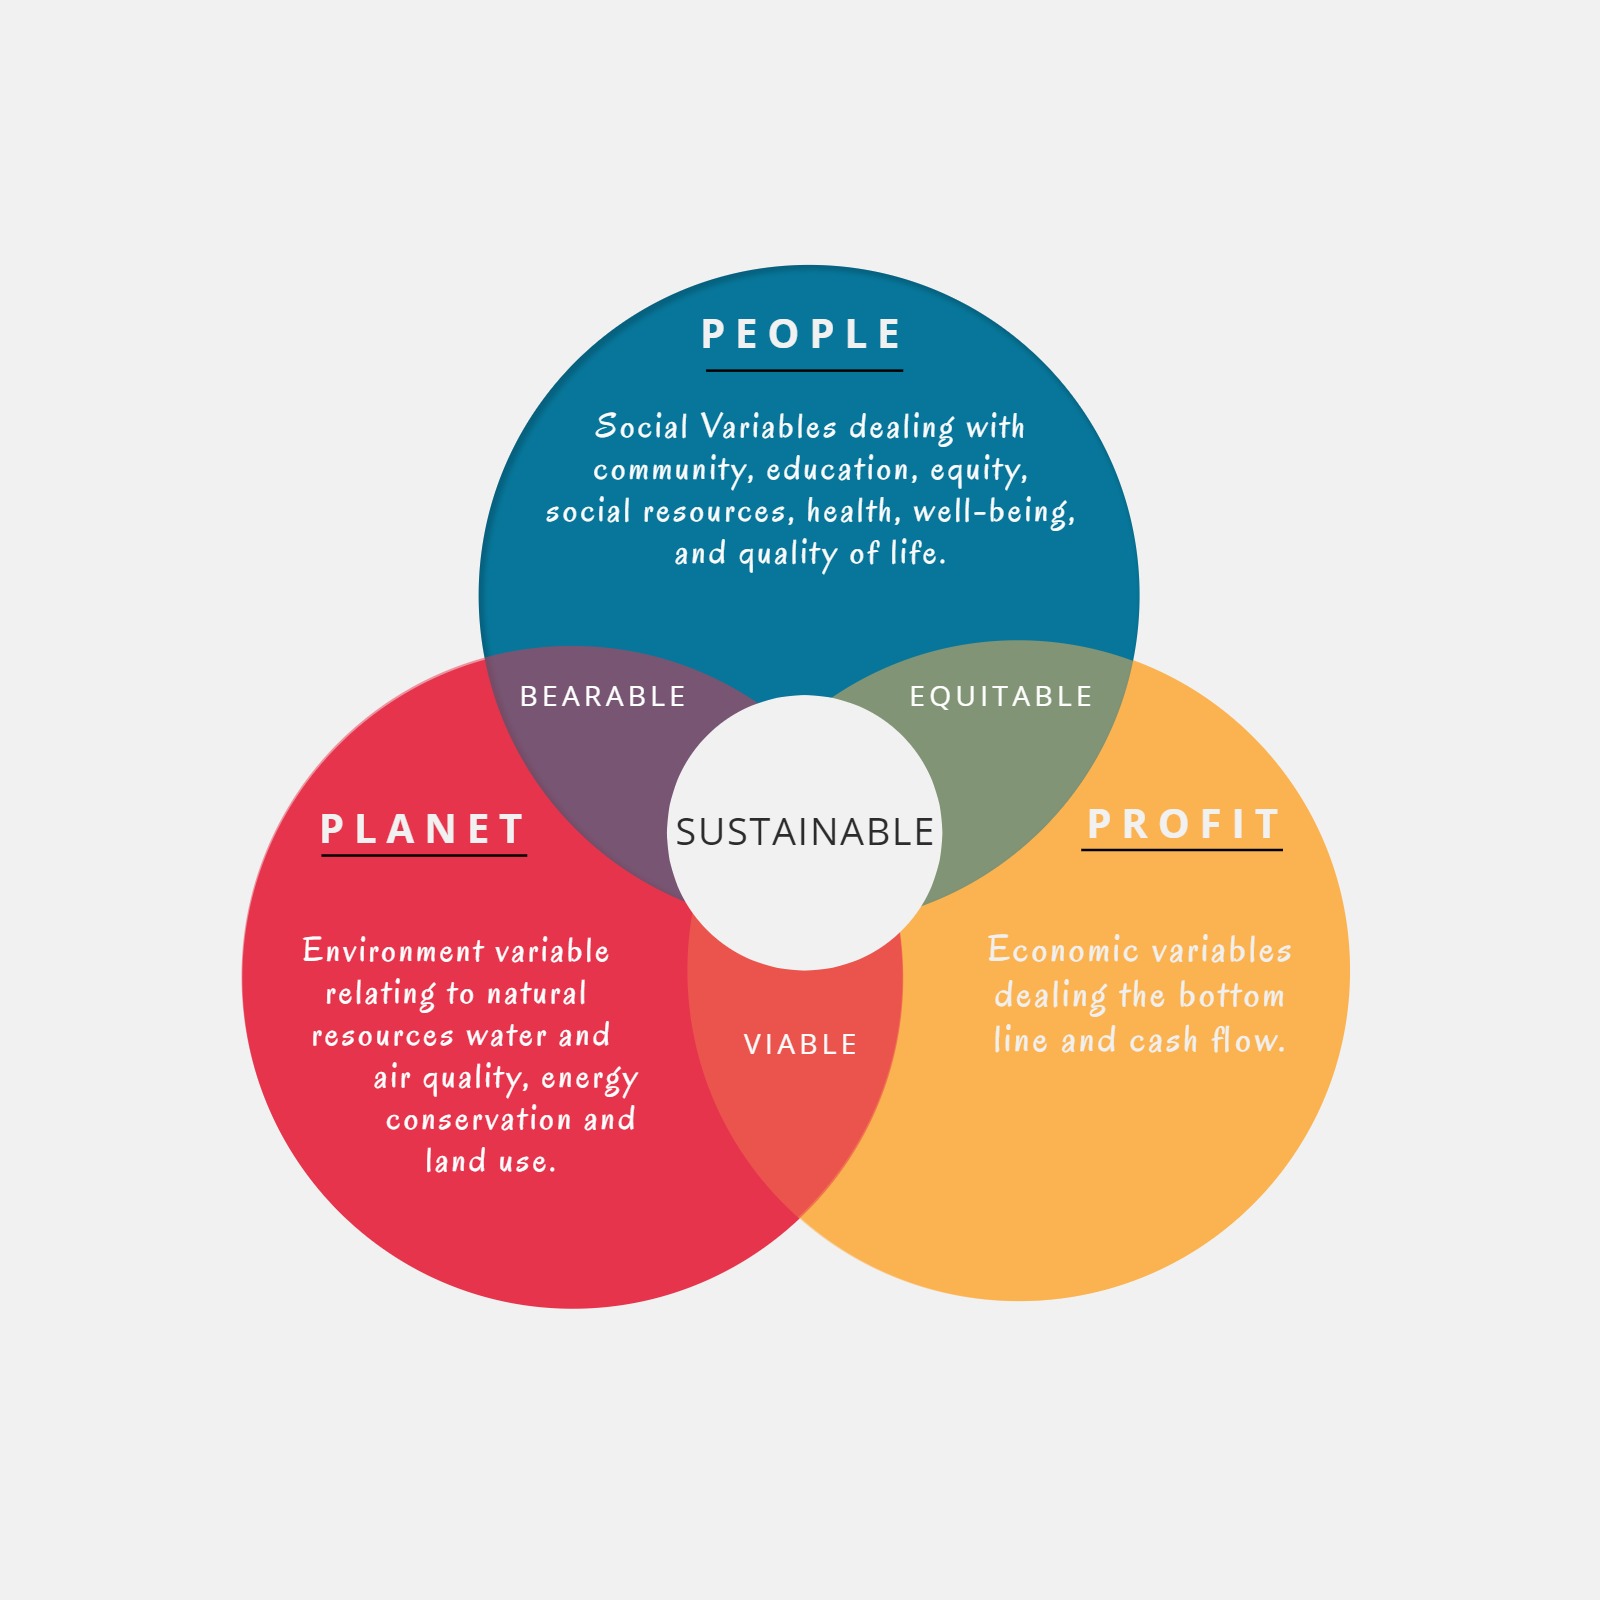 PEOPLE
Social Variables dealing with
community, education, equity,
social resources, health, well-being,
and quality of life.
BEARABLE
EQUITABLE
SUSTAINABLE
PLANET
Environment variable
relating to natural
resources water and
air quality, energy
conservation and
land use.
PROFIT
Economic variables
dealing the bottom
line and cash flow.
VIABLE